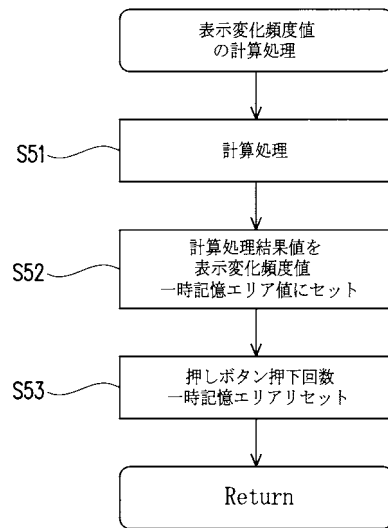 表示変化頻度値
の計算処理
S51
計算処理
S52
計算処理結果値を
表示変化頻度値
一時記憶エリア値にセット
S53
押しボタン押下回数
一時記憶エリアリセット
Return